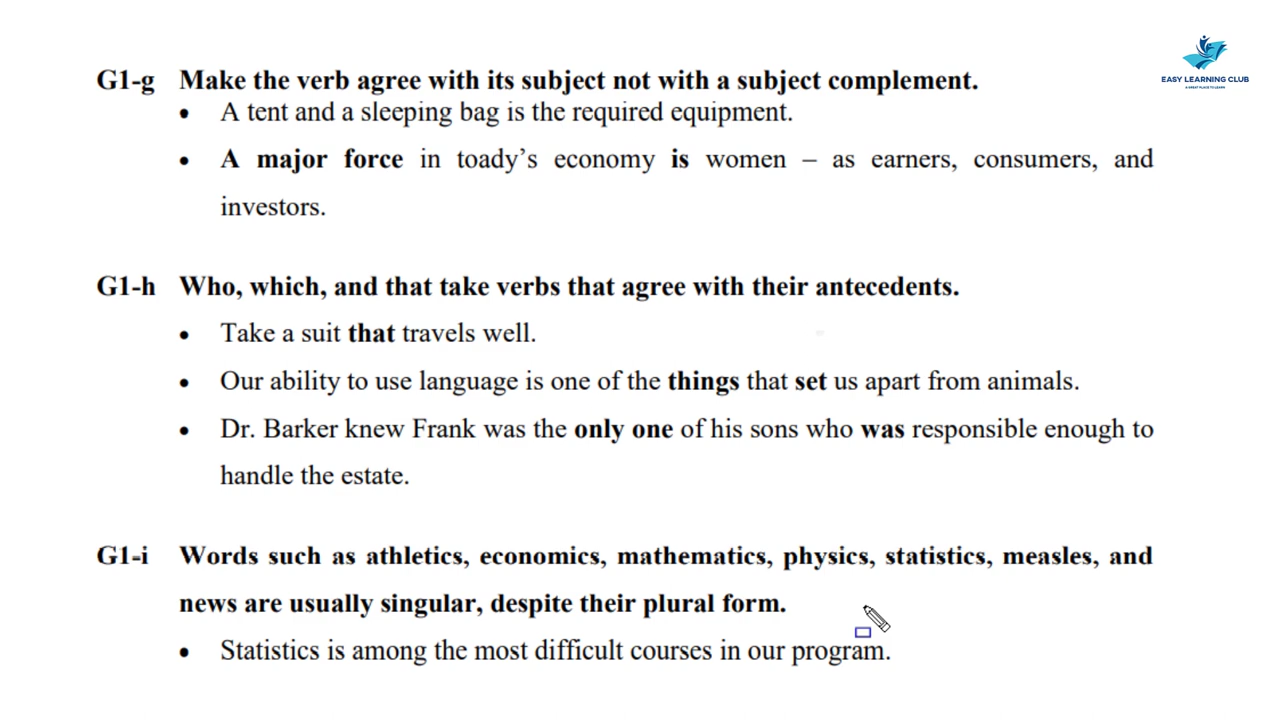 EASY LEARNING CLUB
A GREAT PLACE TO LEARN
G1-g Make the verb agree with its subject not with a subject complement.
• A tent and a sleeping bag is the required equipment.
• A major force in toady's economy is women – as earners, consumers, and
investors.
G1-h Who, which, and that take verbs that agree with their antecedents.
• Take a suit that travels well.
• Our ability to use language is one of the things that set us apart from animals.
• Dr. Barker knew Frank was the only one of his sons who was responsible enough to
handle the estate.
G1-i Words such as athletics, economics, mathematics, physics, statistics, measles, and
news are usually singular, despite their plural form.
• Statistics is among the most difficult courses in our program.